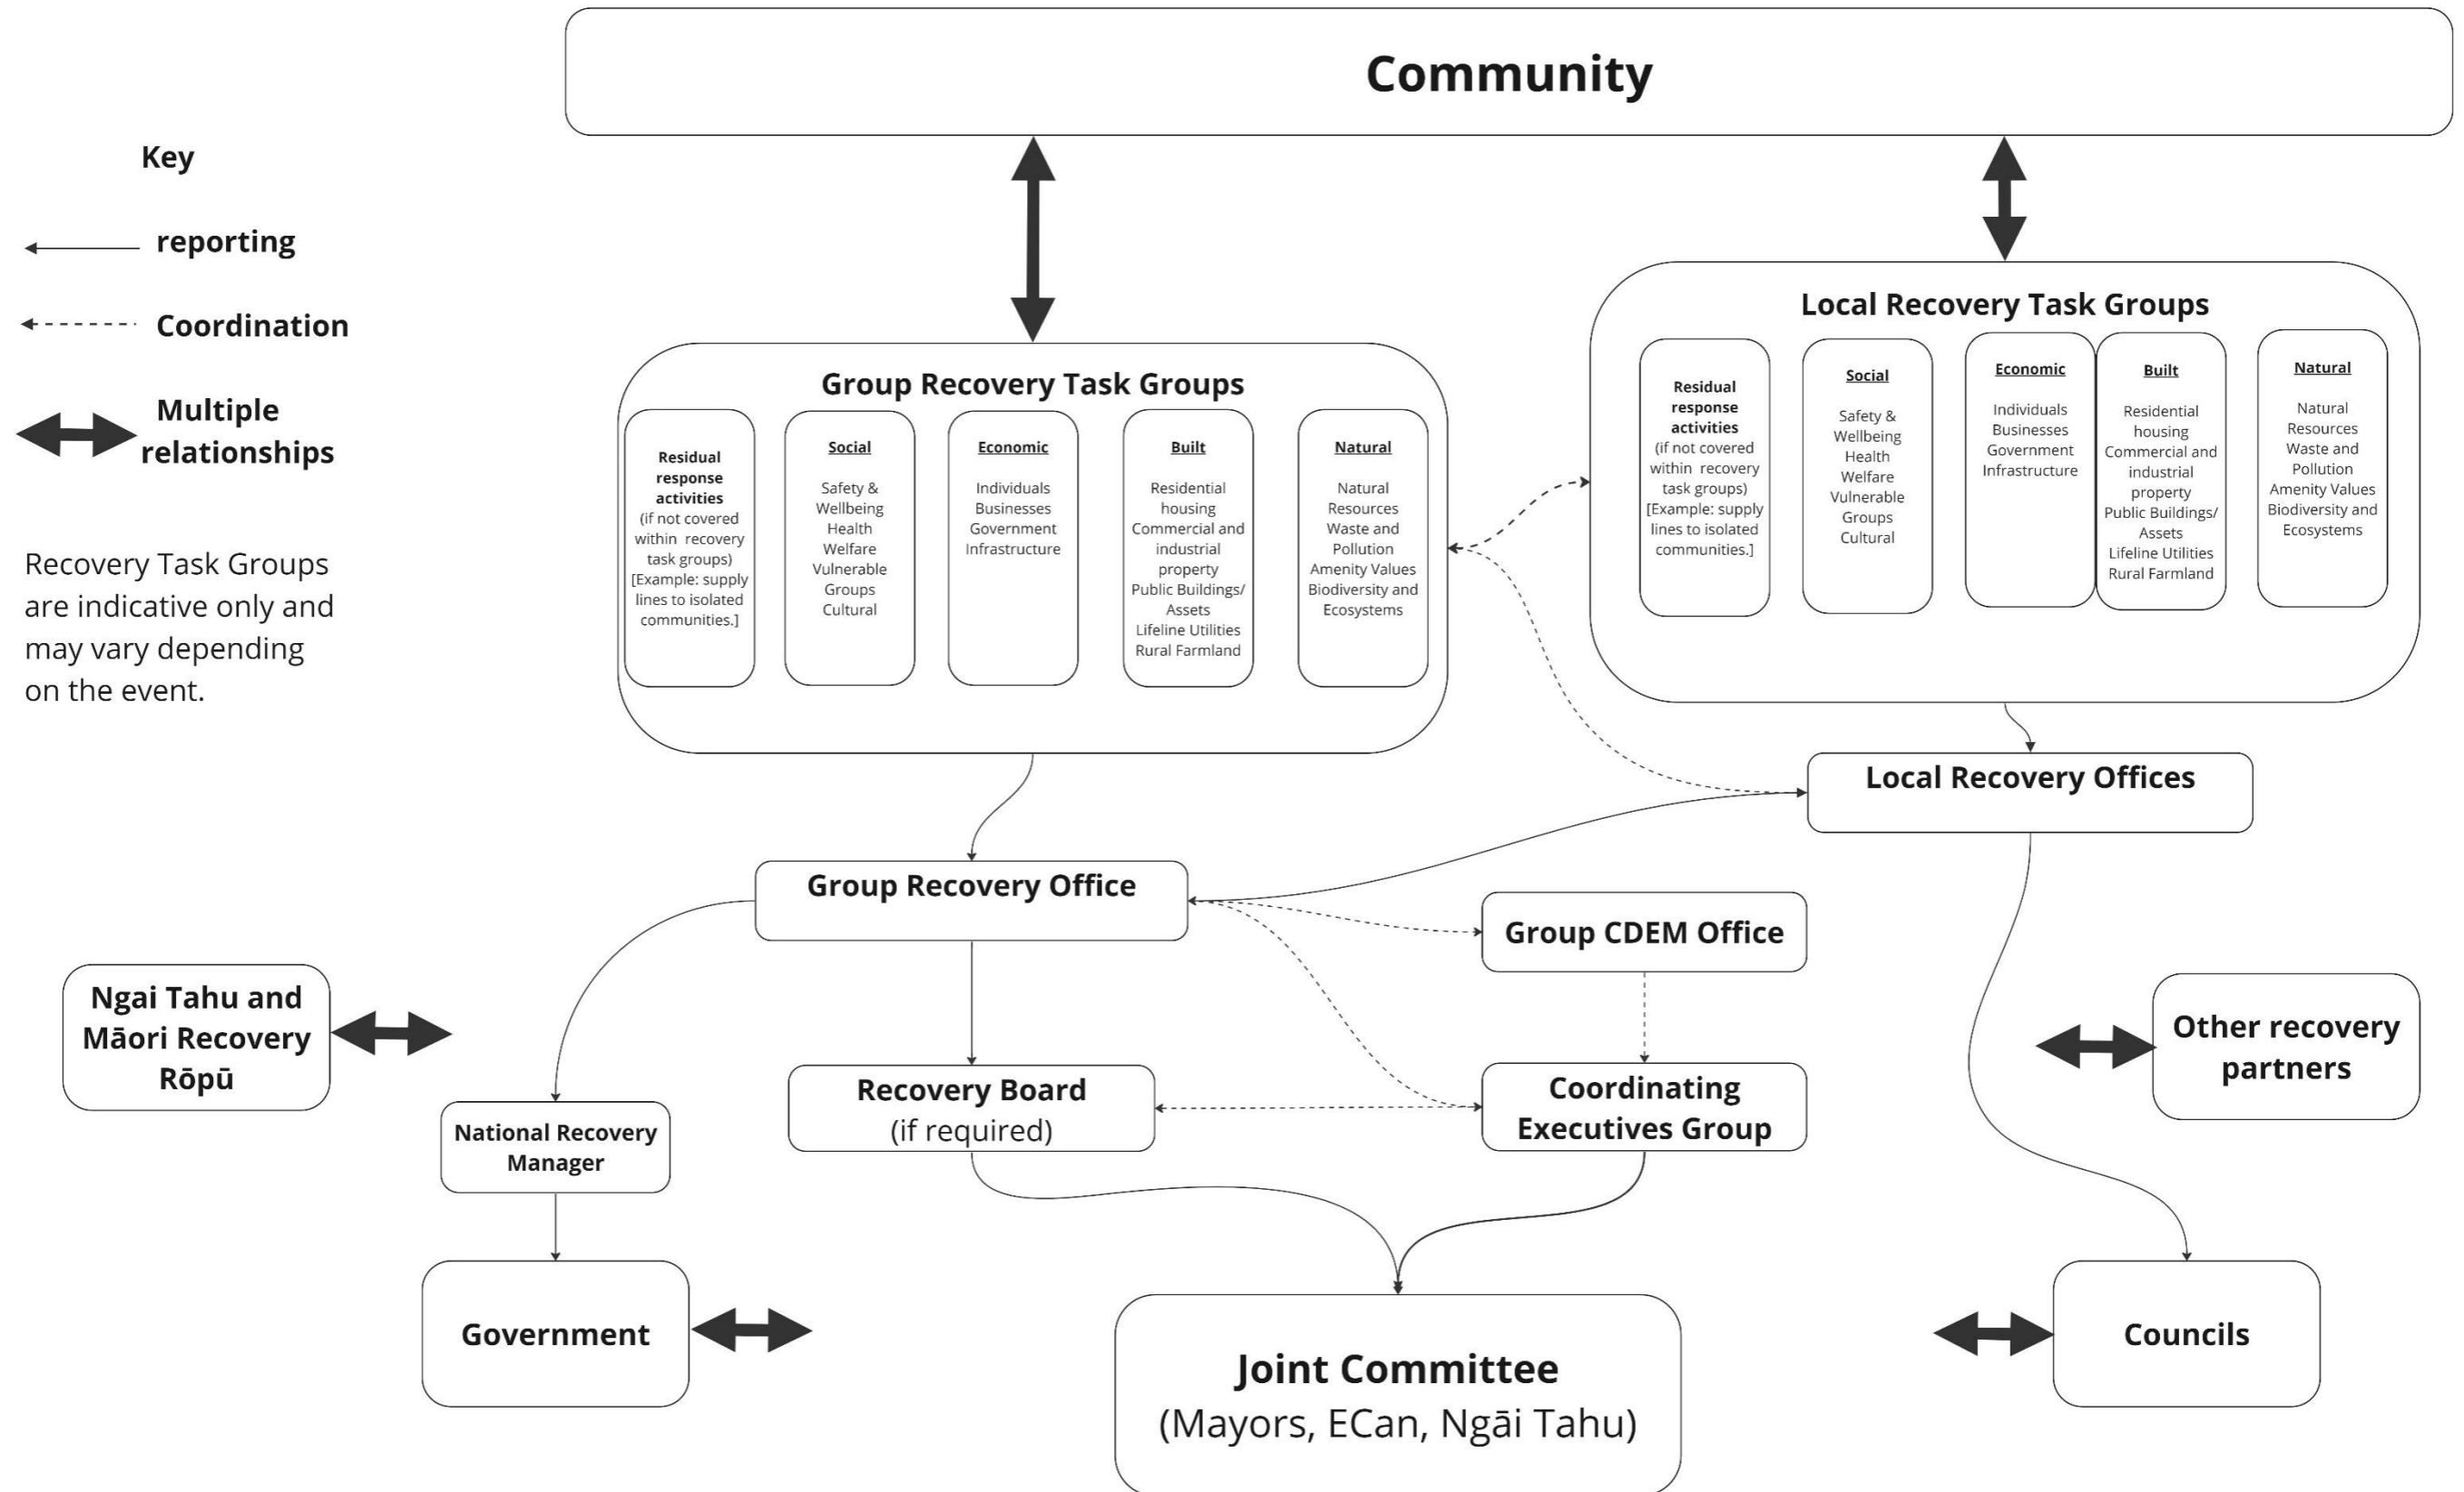 Community
Key
reporting
Coordination
Multiple
relationships
Recovery Task Groups
are indicative only and
may vary depending
on the event.
Group Recovery Task Groups
Residual
response
activities
(if not covered
within recovery
task groups)
[Example: supply
lines to isolated
communities.]
Social
Safety &
Wellbeing
Health
Welfare
Vulnerable
Groups
Cultural
Economic
Individuals
Businesses
Government
Infrastructure
Built
Residential
housing
Commercial and
industrial
property
Public Buildings/
Assets
Lifeline Utilities
Rural Farmland
Natural
Natural
Resources
Waste and
Pollution
Amenity Values
Biodiversity and
Ecosystems
Local Recovery Task Groups
Residual
response
activities
(if not covered
within recovery
task groups)
[Example: supply
lines to isolated
communities.]
Social
Safety &
Wellbeing
Health
Welfare
Vulnerable
Groups
Cultural
Economic
Individuals
Businesses
Government
Infrastructure
Built
Residential
housing
Commercial and
industrial
property
Public Buildings/
Assets
Lifeline Utilities
Rural Farmland
Natural
Natural
Resources
Waste and
Pollution
Amenity Values
Biodiversity and
Ecosystems
Local Recovery Offices
Group Recovery Office
Group CDEM Office
Ngai Tahu and
Māori Recovery
Rōpū
Other recovery
partners
National Recovery
Manager
Recovery Board
(if required)
Coordinating
Executives Group
Government
Joint Committee
(Mayors, ECan, Ngāi Tahu)
Councils